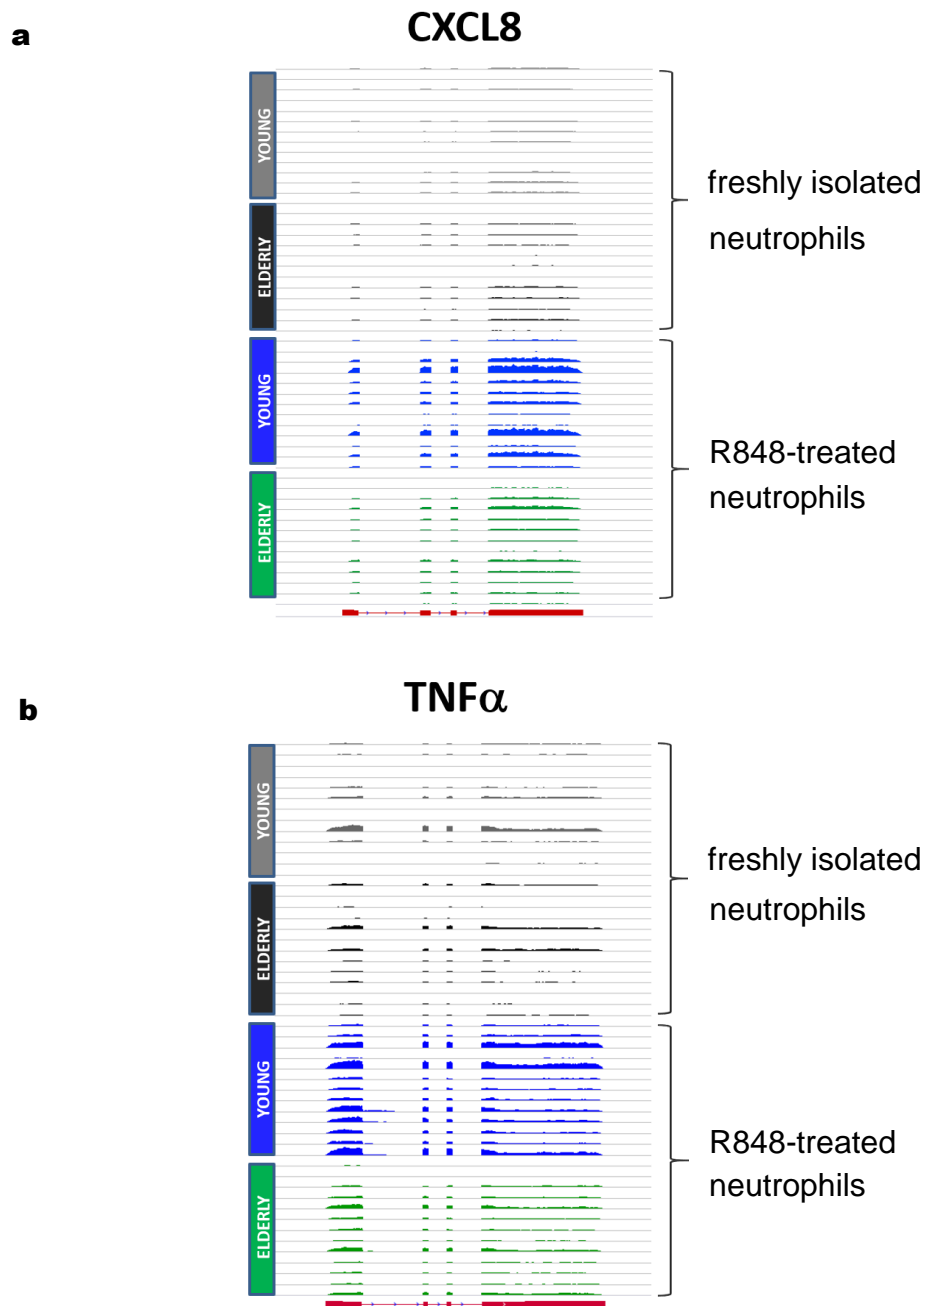 a
CXCL8
YOUNG
ELDERLY
YOUNG
ELDERLY
freshly isolated
neutrophils
R848-treated
neutrophils
b
TNFα
YOUNG
ELDERLY
YOUNG
ELDERLY
freshly isolated
neutrophils
R848-treated
neutrophils